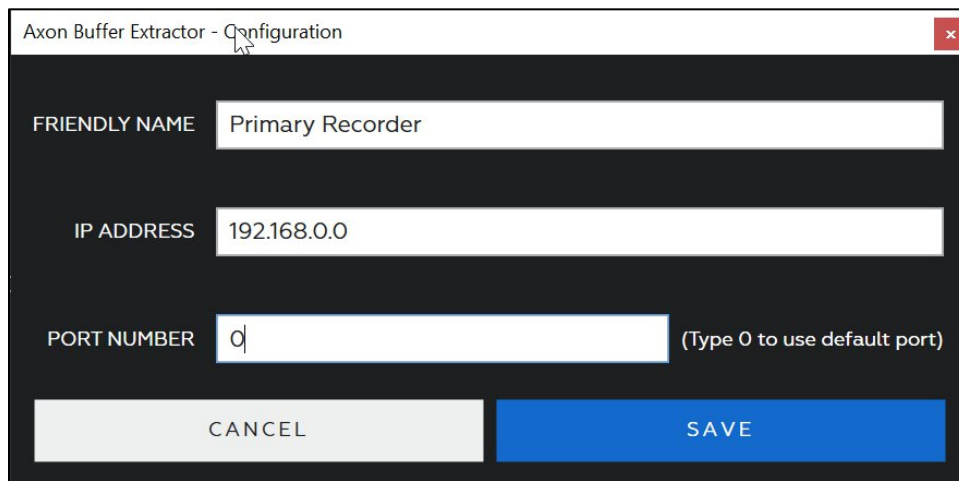 Axon Buffer Extractor - Configuration
×
FRIENDLY NAME Primary Recorder
IP ADDRESS 192.168.0.0
PORT NUMBER 0 (Type 0 to use default port)
CANCEL SAVE